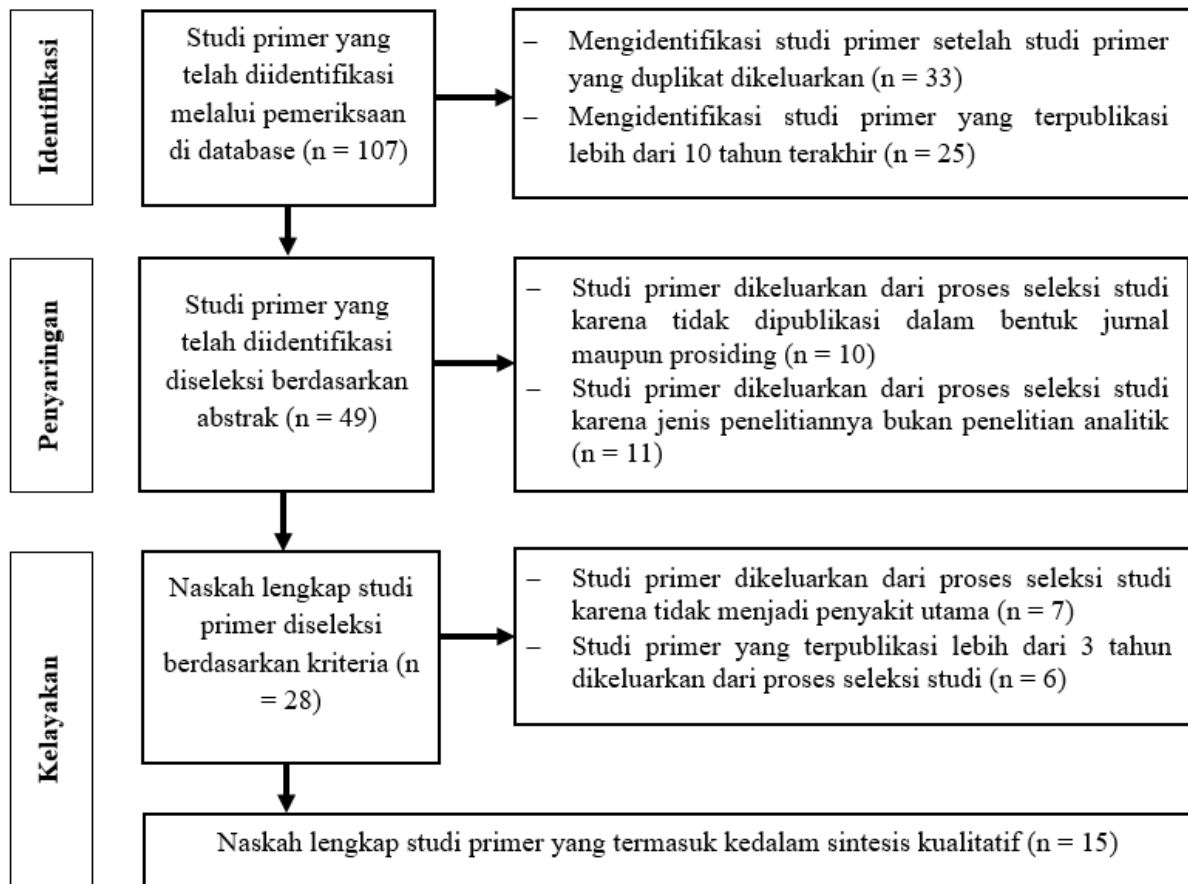 Identifikasi
Studi primer yang
telah diidentifikasi
melalui pemeriksaan
di database (n = 107)
– Mengidentifikasi studi primer setelah studi primer
yang duplikat dikeluarkan (n = 33)
– Mengidentifikasi studi primer yang terpublikasi
lebih dari 10 tahun terakhir (n = 25)
Penyaringan
Studi primer yang
telah diidentifikasi
diseleksi berdasarkan
abstrak (n = 49)
– Studi primer dikeluarkan dari proses seleksi studi
karena tidak dipublikasi dalam bentuk jurnal
maupun prosiding (n = 10)
– Studi primer dikeluarkan dari proses seleksi studi
karena jenis penelitiannya bukan penelitian analitik
(n = 11)
Kelayakan
Naskah lengkap studi
primer diseleksi
berdasarkan kriteria (n
= 28)
– Studi primer dikeluarkan dari proses seleksi studi
karena tidak menjadi penyakit utama (n = 7)
– Studi primer yang terpublikasi lebih dari 3 tahun
dikeluarkan dari proses seleksi studi (n = 6)
Naskah lengkap studi primer yang termasuk kedalam sintesis kualitatif (n = 15)